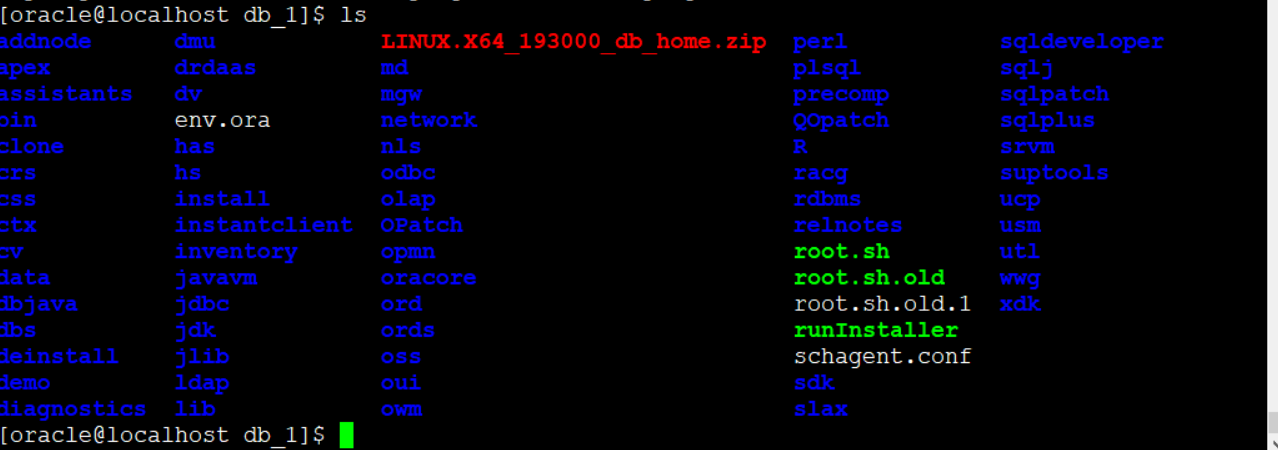 [oracle@localhost db_1]$ ls
addnode dmu LINUX.X64_193000_db_home.zip perl sqldeveloper
apex drdaas md plsql sqlj
assistants dv mgw precomp sqlpatch
bin env.ora network QOpatch sqlplus
clone has nls R srvm
crs hs odbc racg suptools
css install olap rdbms ucp
ctx instantclient OPatch relnotes usm
cv inventory opmn root.sh utl
data javavm oracore root.sh.old wwg
dbjava jdbc ord root.sh.old.1 xdk
dbs jdk ords runInstaller
deinstall jlib oss schagent.conf
demo ldap oui sdk
diagnostics lib owm slax
[oracle@localhost db_1]$